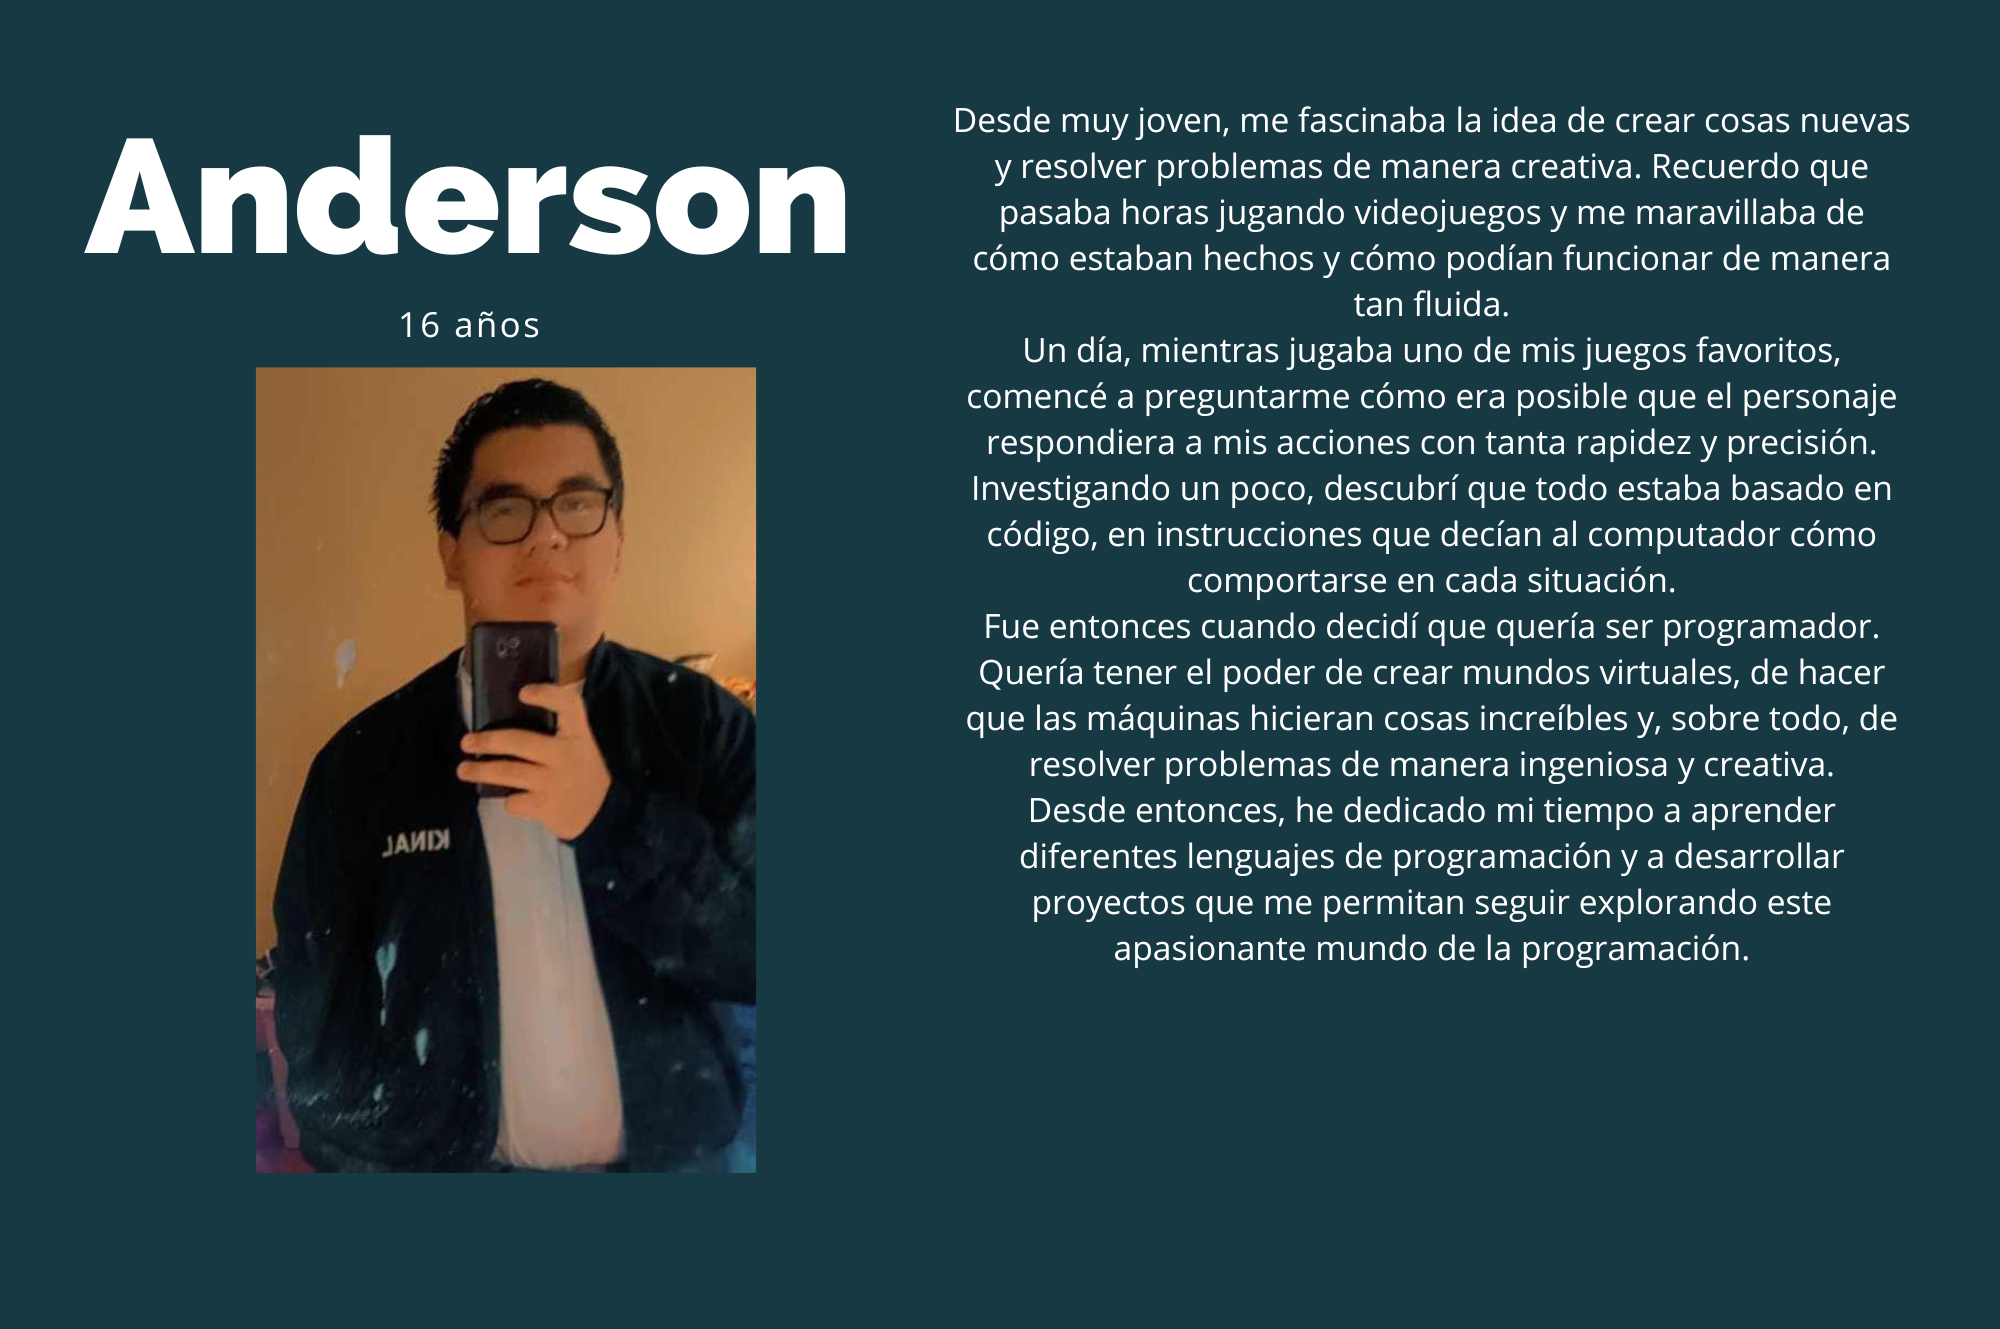 Anderson
16 años
KINAL
Desde muy joven, me fascinaba la idea de crear cosas nuevas
y resolver problemas de manera creativa. Recuerdo que
pasaba horas jugando videojuegos y me maravillaba de
cómo estaban hechos y cómo podían funcionar de manera
tan fluida.
Un día, mientras jugaba uno de mis juegos favoritos,
comencé a preguntarme cómo era posible que el personaje
respondiera a mis acciones con tanta rapidez y precisión.
Investigando un poco, descubrí que todo estaba basado en
código, en instrucciones que decían al computador cómo
comportarse en cada situación.
Fue entonces cuando decidí que quería ser programador.
Quería tener el poder de crear mundos virtuales, de hacer
que las máquinas hicieran cosas increíbles y, sobre todo, de
resolver problemas de manera ingeniosa y creativa.
Desde entonces, he dedicado mi tiempo a aprender
diferentes lenguajes de programación y a desarrollar
proyectos que me permitan seguir explorando este
apasionante mundo de la programación.